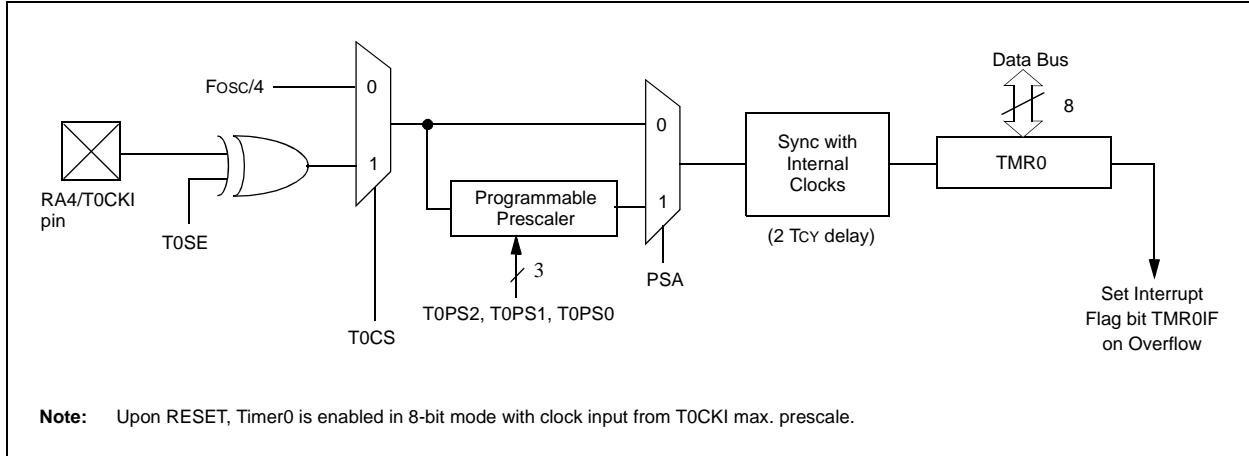 Data Bus
8
FOSC/4
0
1
RA4/T0CKI
pin
T0SE
T0CS
Programmable
Prescaler
3
T0PS2, T0PS1, T0PS0
0
1
PSA
Sync with
Internal
Clocks
(2 TCY delay)
TMR0
Set Interrupt
Flag bit TMR0IF
on Overflow
Note: Upon RESET, Timer0 is enabled in 8-bit mode with clock input from T0CKI max. prescale.